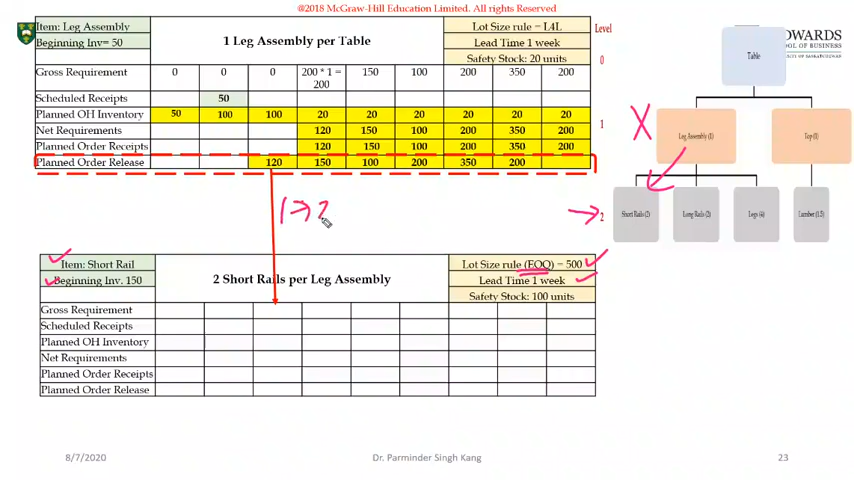 @2018 McGraw-Hill Education Limited. All rights Reserved
Item: Leg Assembly
Beginning Inv= 50
1 Leg Assembly per Table
Lot Size rule = L4L
Lead Time 1 week
Safety Stock: 20 units
Gross Requirement 0 0 0 200 * 1 = 200 150 100 200 350 200
Scheduled Receipts 50
Planned OH Inventory 50 100 100 20 20 20 20 20 20
Net Requirements 120 150 100 200 350 200
Planned Order Receipts 120 150 100 200 350 200
Planned Order Release 120 150 100 200 350 200
Level
0
1
2
X
Table
Leg Assembly (1)
Top (1)
Short Rails (2)
Long Rails (2)
Legs (4)
Lumber (1.5)
DWARDS
OL OF BUSINESS
1 → 2
Item: Short Rail
Beginning Inv. 150
2 Short Rails per Leg Assembly
Lot Size rule (EOQ) = 500
Lead Time 1 week
Safety Stock: 100 units
Gross Requirement
Scheduled Receipts
Planned OH Inventory
Net Requirements
Planned Order Receipts
Planned Order Release
8/7/2020
Dr. Parminder Singh Kang
23